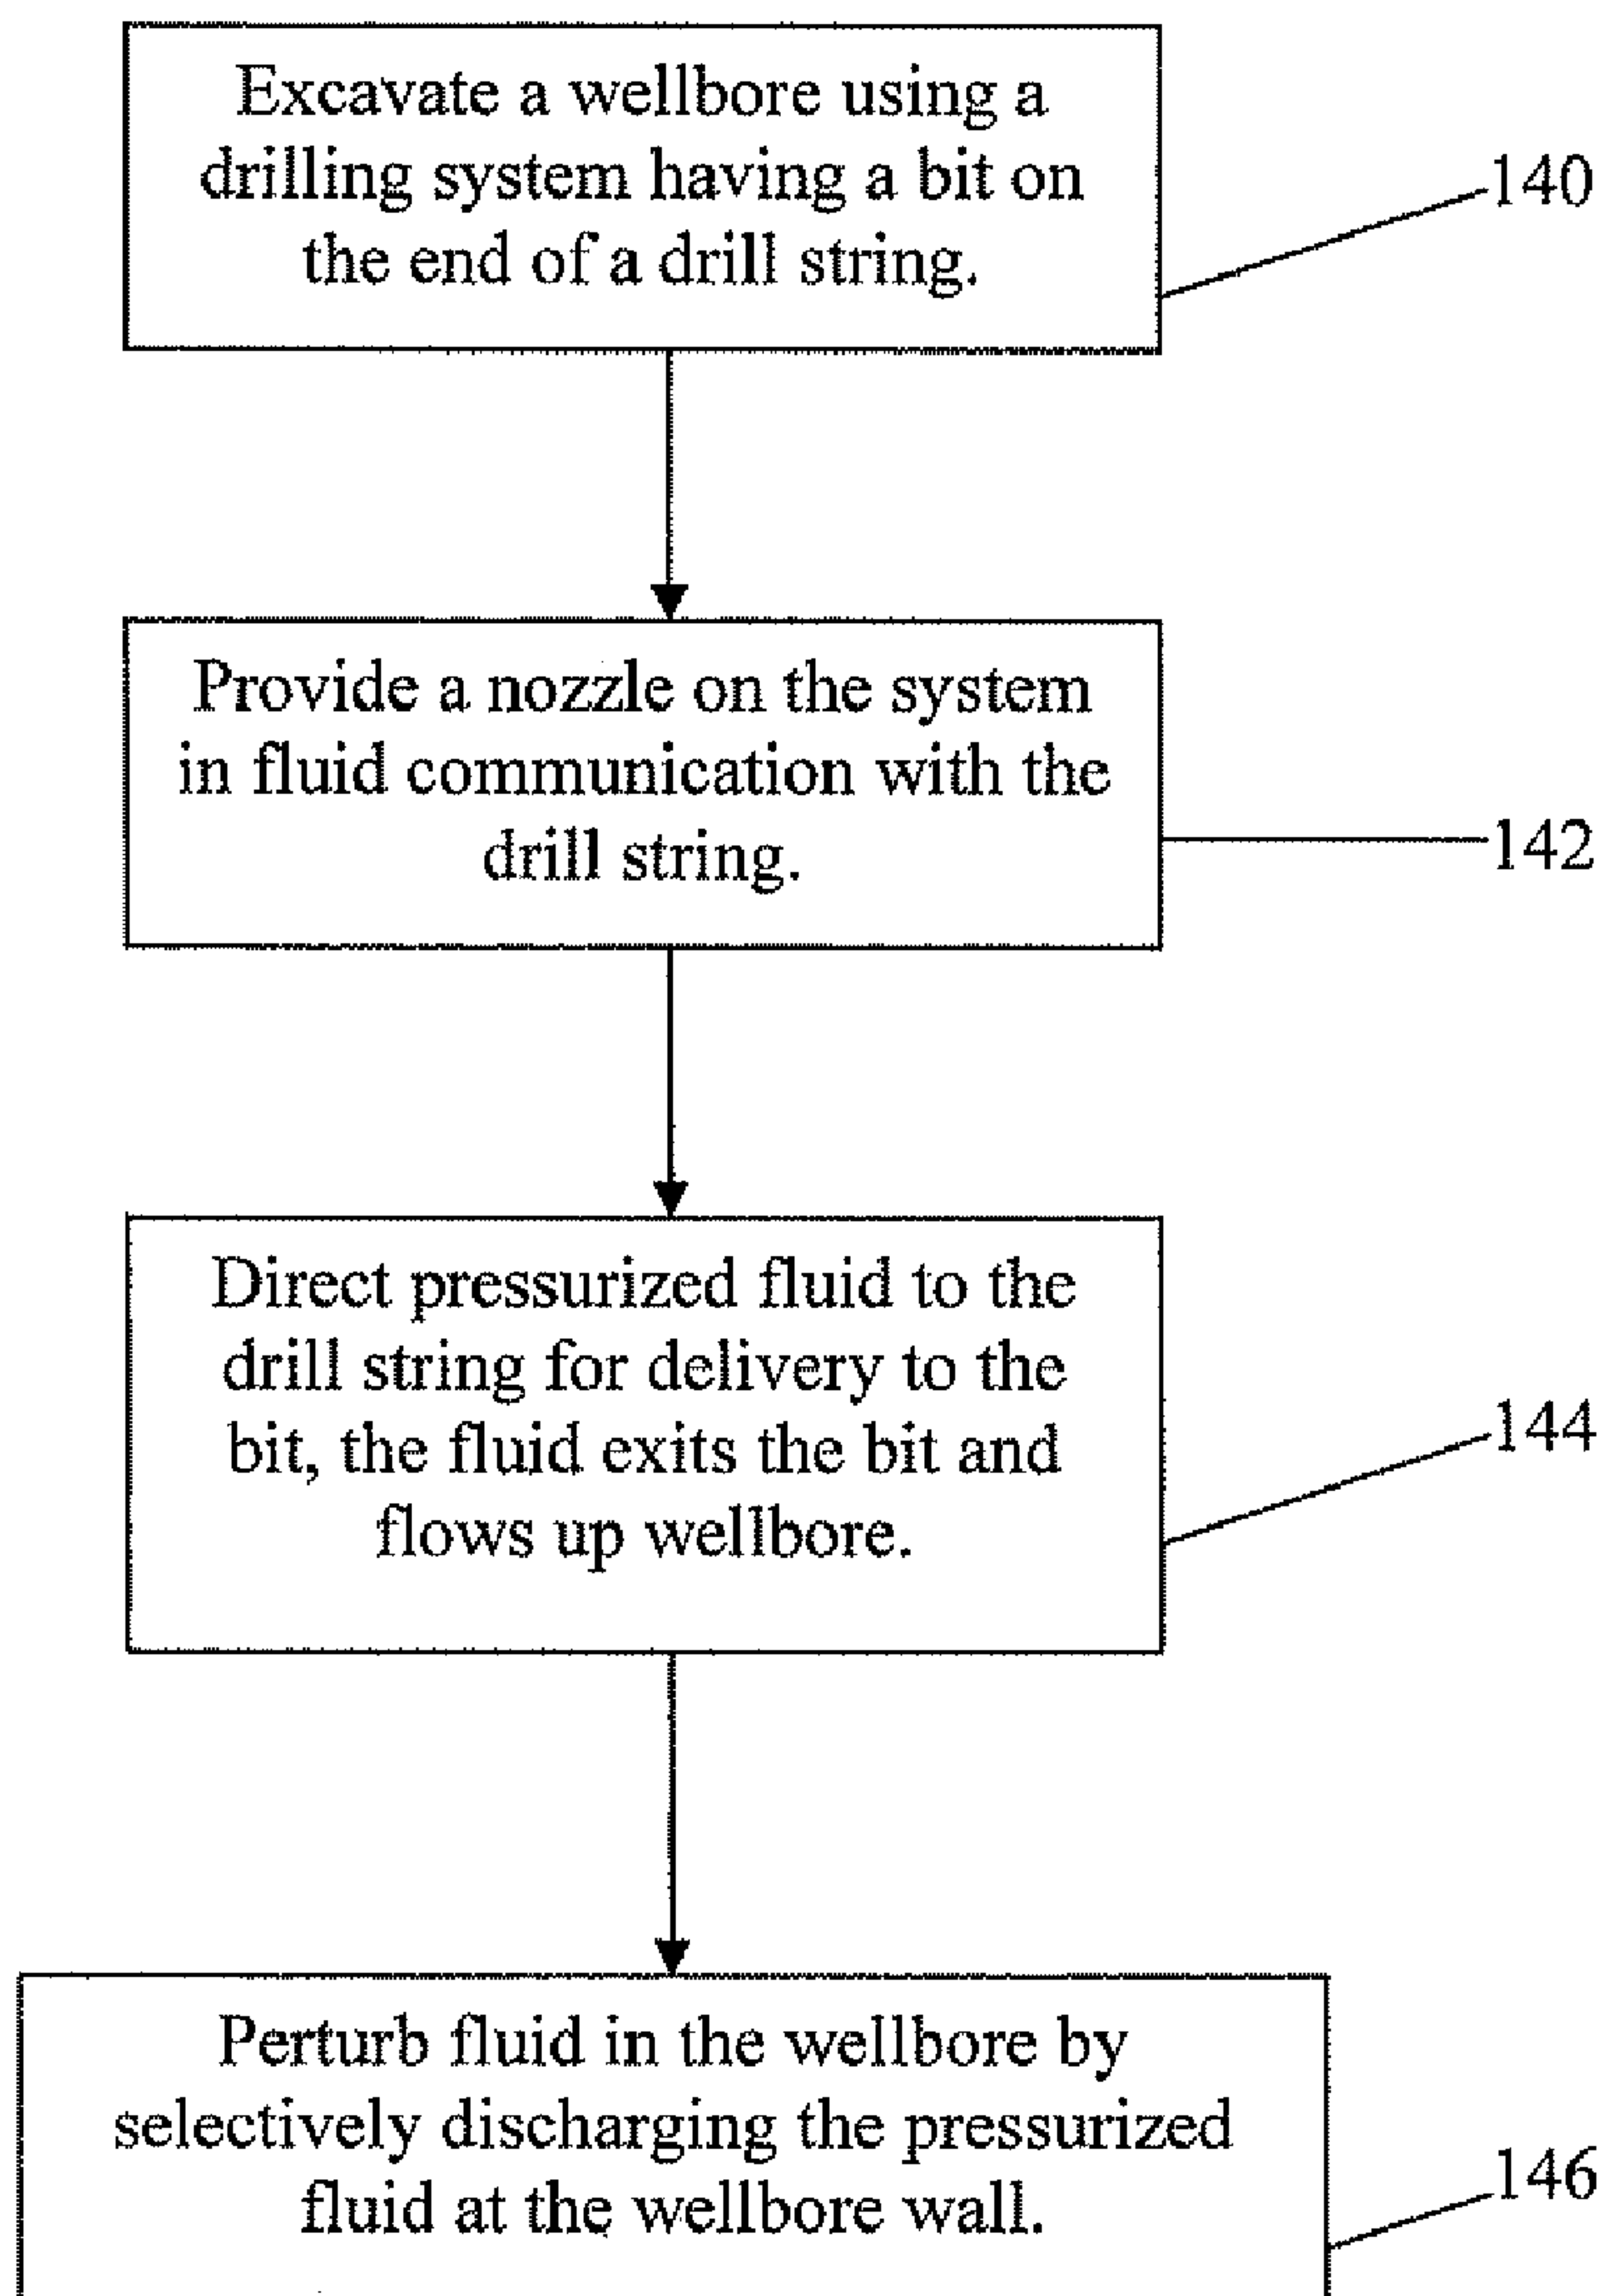 Excavate a wellbore using a
drilling system having a bit on
the end of a drill string.
140
Provide a nozzle on the system
in fluid communication with the
drill string.
142
Direct pressurized fluid to the
drill string for delivery to the
bit, the fluid exits the bit and
flows up wellbore.
144
Perturb fluid in the wellbore by
selectively discharging the pressurized
fluid at the wellbore wall.
146